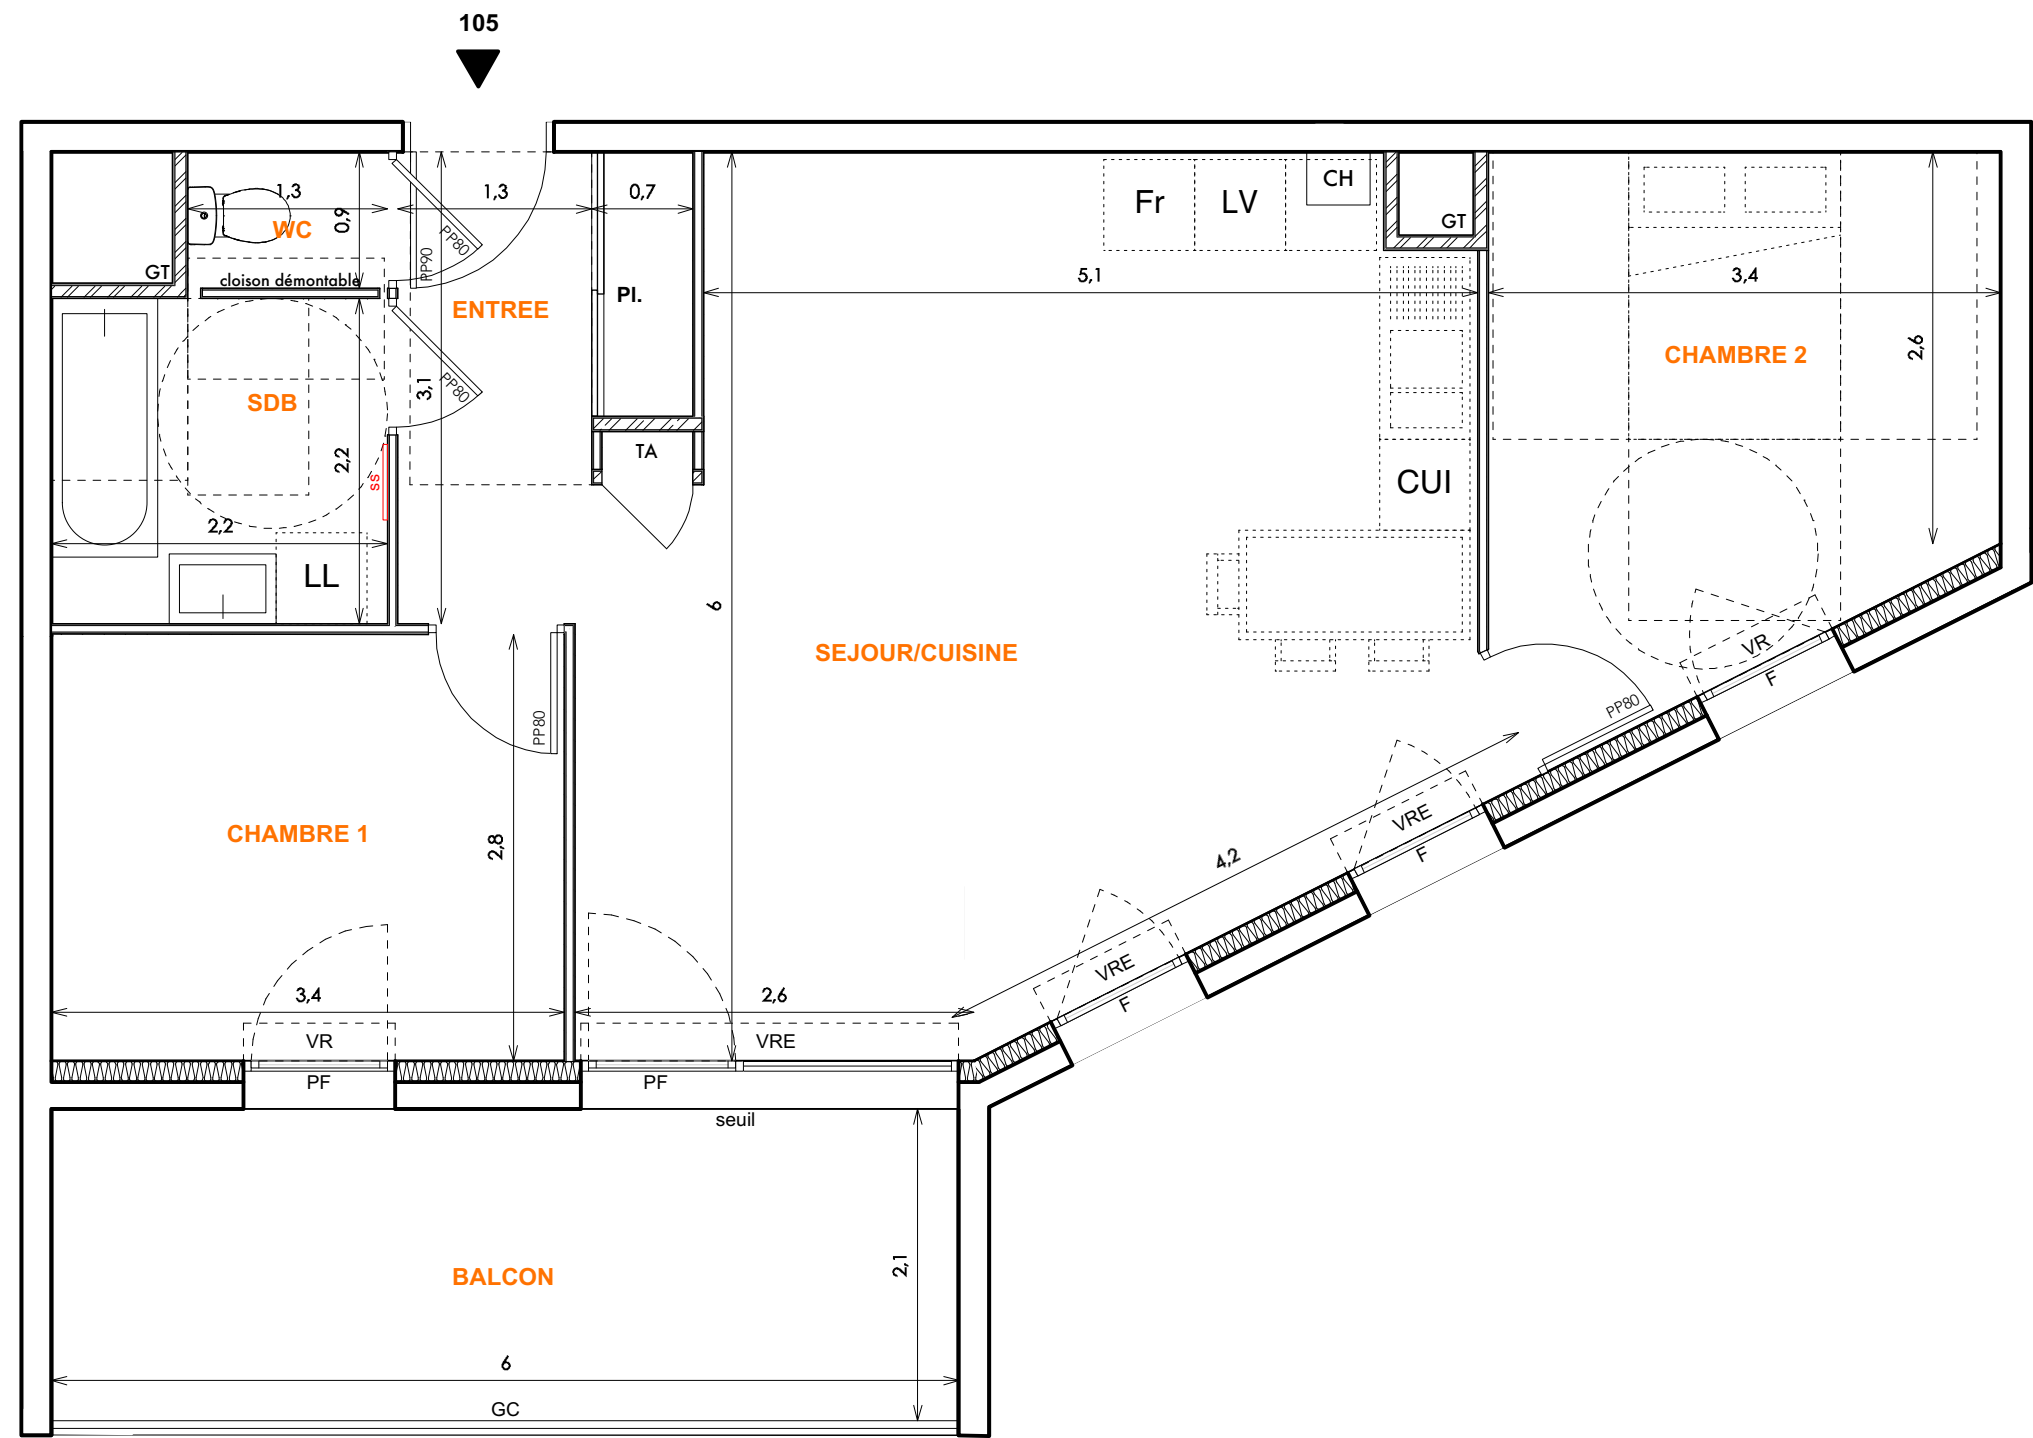 105
1,3
0,9
WC
1,3
0,7
PP80
PP90
GT
cloison démontable
ENTREE
Pl.
Fr
LV
CH
GT
5,1
3,4
CHAMBRE 2
2,6
SDB
PP80
3,1
2,2
ss
TA
CUI
2,2
LL
6
SEJOUR/CUISINE
VR
F
PP80
PP80
CHAMBRE 1
2,8
VRE
F
4,2
VRE
F
3,4
2,6
VR
VRE
PF
PF
seuil
BALCON
2,1
6
GC